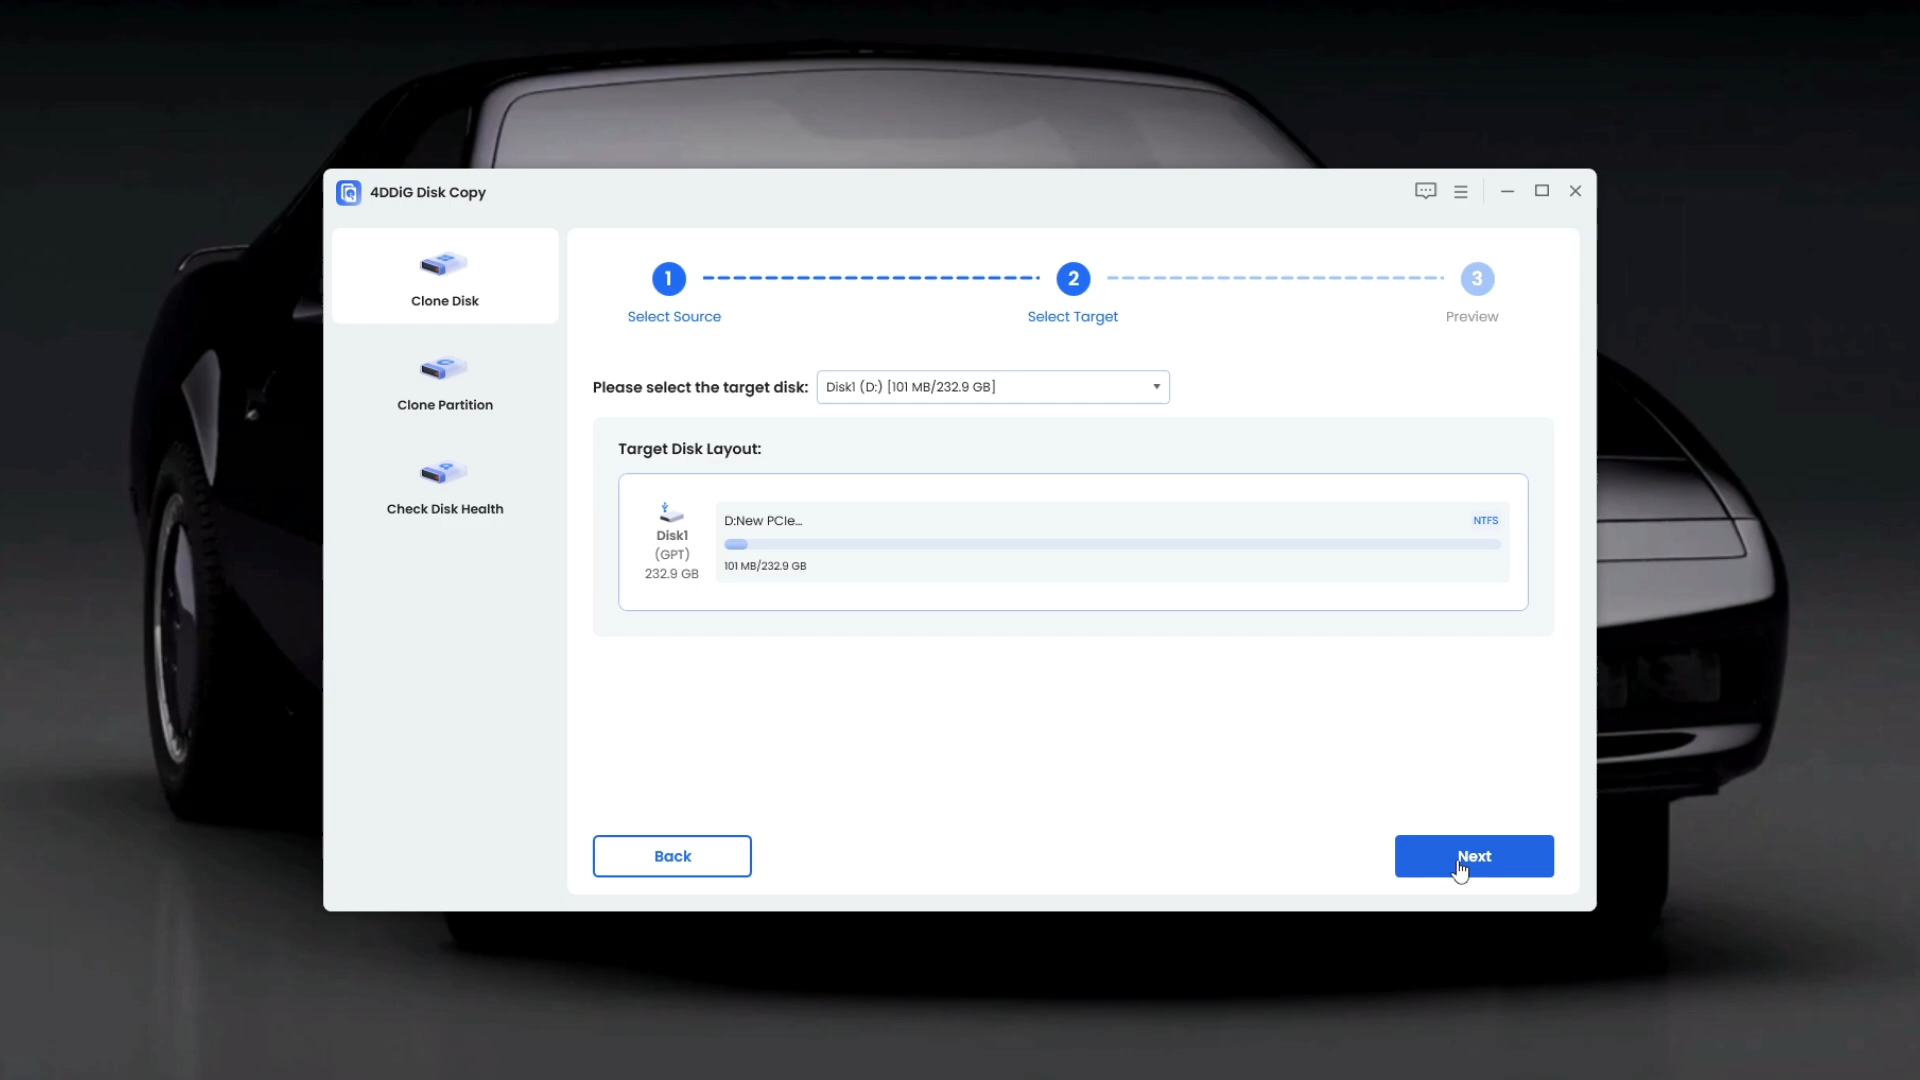 4DDiG Disk Copy
Clone Disk
Clone Partition
Check Disk Health
1
2
3
Select Source
Select Target
Preview
Please select the target disk:
Disk1 (D:) [101 MB/232.9 GB]
Target Disk Layout:
Disk1
(GPT)
232.9 GB
D:New PCIe...
NTFS
101 MB/232.9 GB
Back
Next